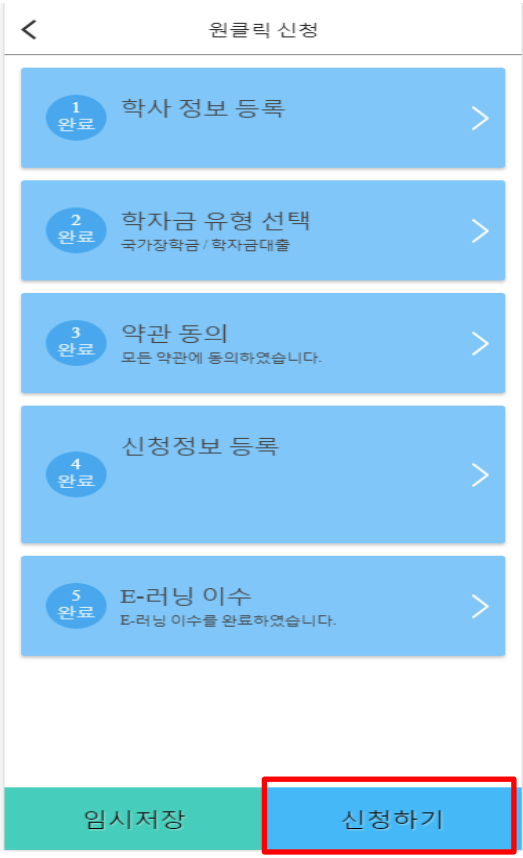 원클릭 신청
1
완료
학사 정보 등록
2
완료
학자금 유형 선택
국가장학금 / 학자금대출
3
완료
약관 동의
모든 약관에 동의하였습니다.
4
완료
신청정보 등록
5
완료
E-러닝 이수
E-러닝 이수를 완료하였습니다.
임시저장
신청하기